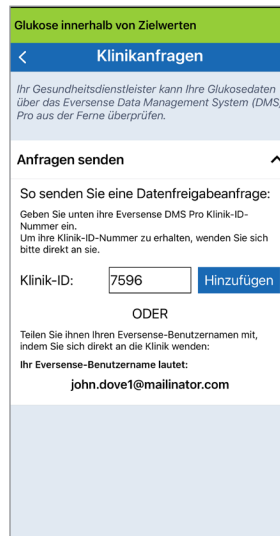 Glukose innerhalb von Zielwerten
Klinikanfragen
Ihr Gesundheitsdienstleister kann Ihre Glukosedaten
über das Eversense Data Management System (DMS)
Pro aus der Ferne überprüfen.
Anfragen senden
So senden Sie eine Datenfreigabeanfrage:
Geben Sie unten ihre Eversense DMS Pro Klinik-ID-
Nummer ein.
Um ihre Klinik-ID-Nummer zu erhalten, wenden Sie sich
bitte direkt an sie.
Klinik-ID: 7596 Hinzufügen
ODER
Teilen Sie ihnen Ihren Eversense-Benutzernamen mit,
indem Sie sich direkt an die Klinik wenden:
Ihr Eversense-Benutzername lautet:
john.dove1@mailinator.com